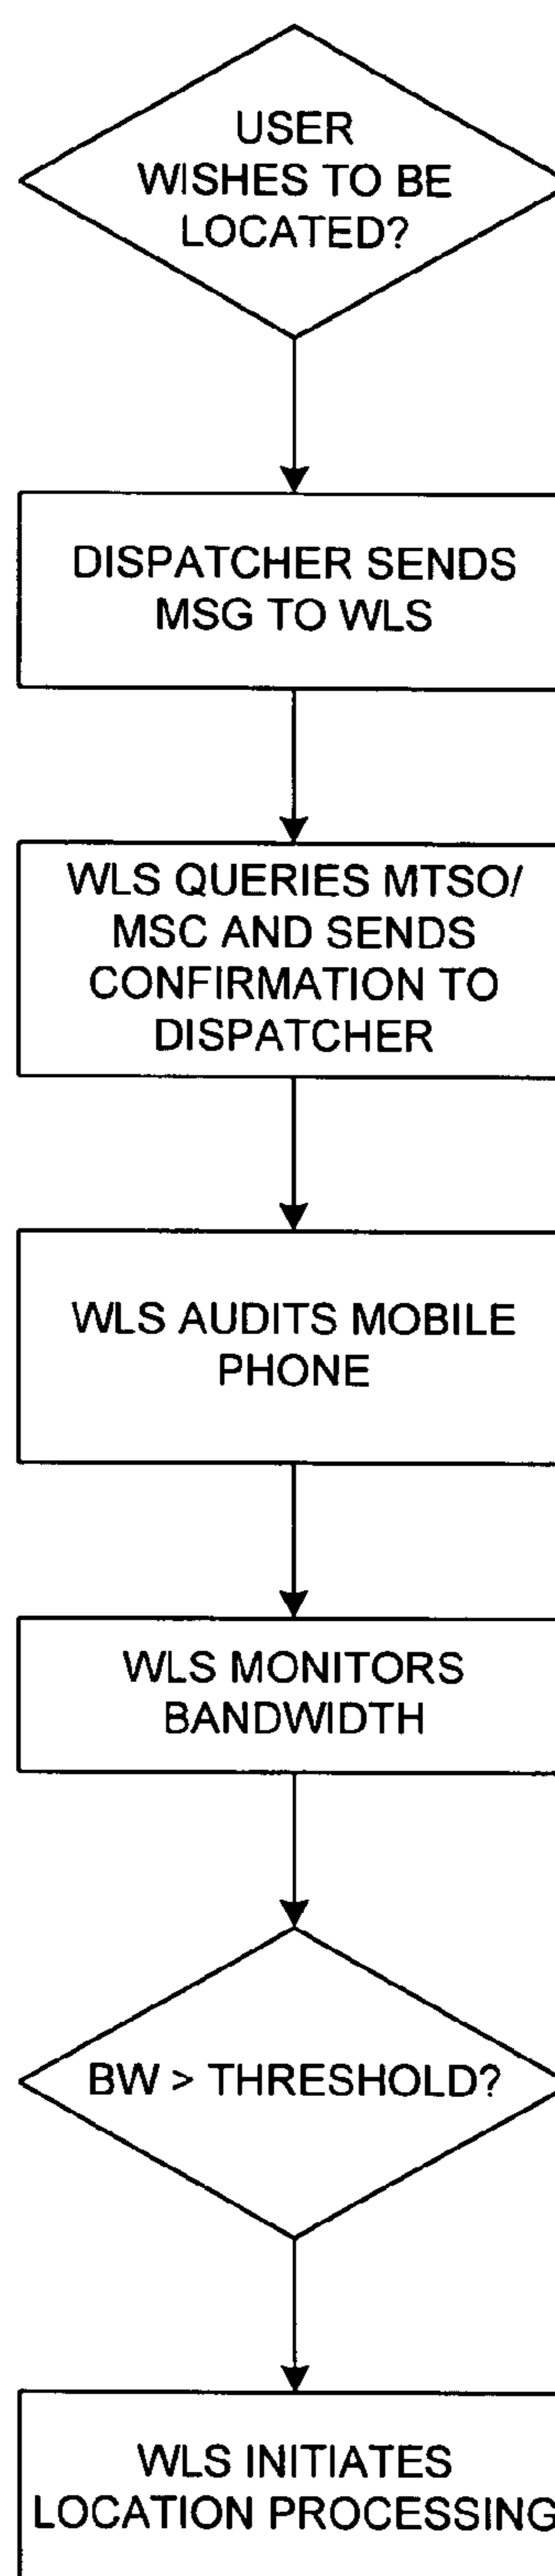 USER
WISHES TO BE
LOCATED?
DISPATCHER SENDS
MSG TO WLS
WLS QUERIES MTSO/
MSC AND SENDS
CONFIRMATION TO
DISPATCHER
WLS AUDITS MOBILE
PHONE
WLS MONITORS
BANDWIDTH
BW > THRESHOLD?
WLS INITIATES
LOCATION PROCESSING